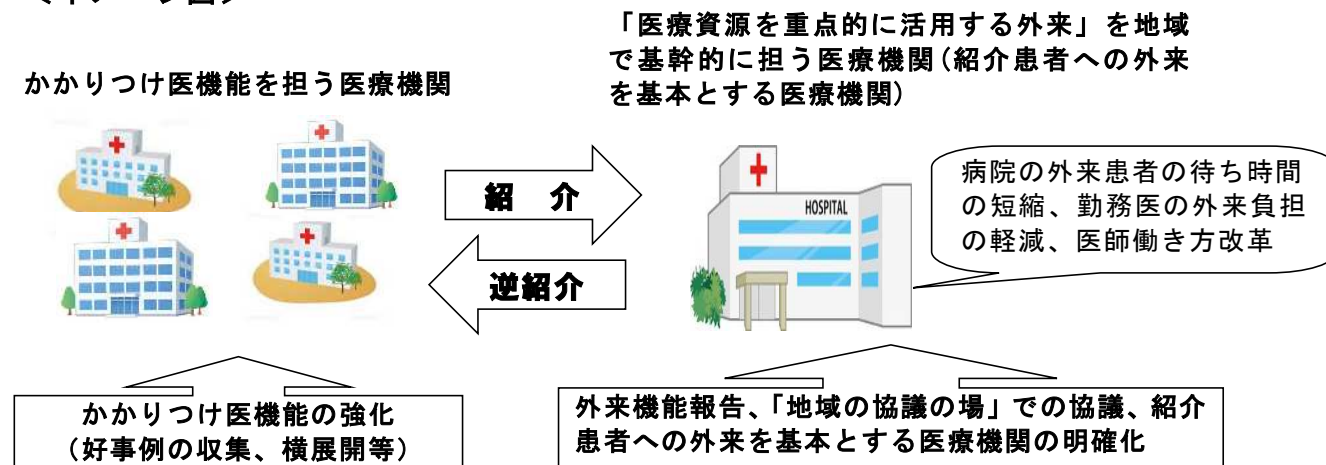 「医療資源を重点的に活用する外来」を地域
で基幹的に担う医療機関(紹介患者への外来
を基本とする医療機関)
かかりつけ医機能を担う医療機関
紹　介
逆紹介
HOSPITAL
病院の外来患者の待ち時間
の短縮、勤務医の外来負担
の軽減、医師働き方改革
かかりつけ医機能の強化
(好事例の収集、横展開等)
外来機能報告、「地域の協議の場」での協議、紹介
患者への外来を基本とする医療機関の明確化